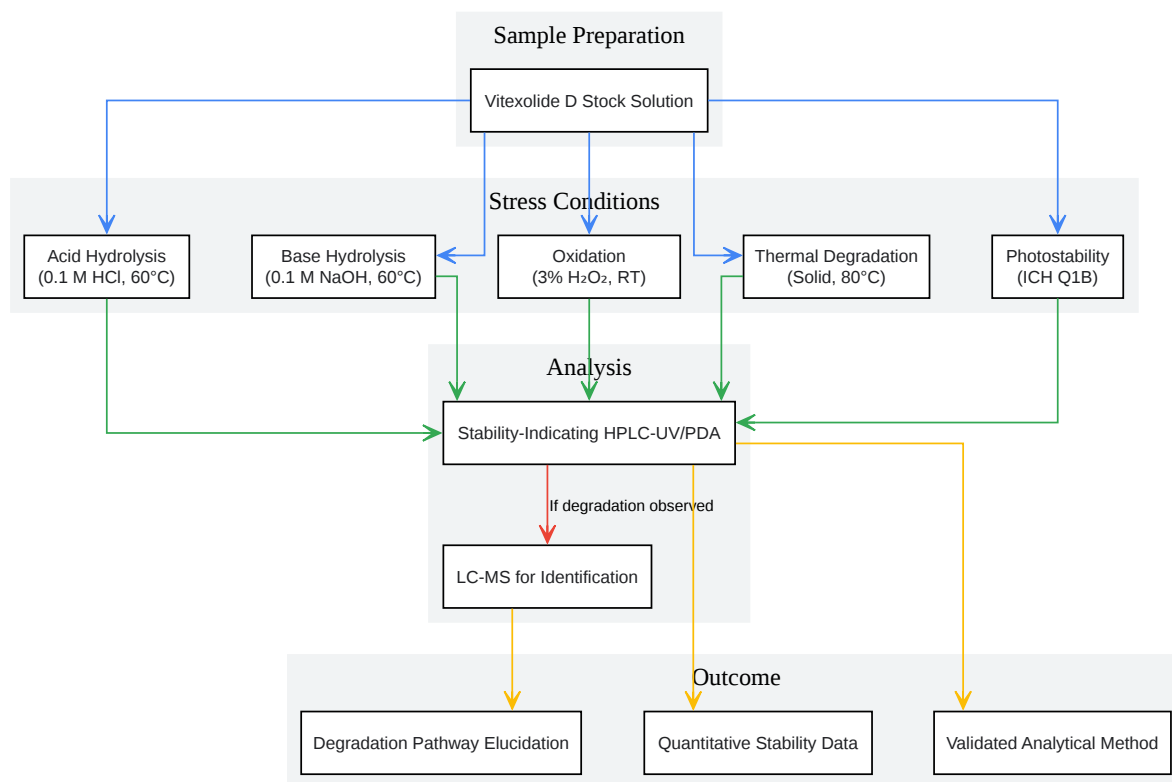 Sample Preparation
Vitexolide D Stock Solution
Stress Conditions
Acid Hydrolysis
(0.1 M HCl, 60°C)
Base Hydrolysis
(0.1 M NaOH, 60°C)
Oxidation
(3% H₂O₂, RT)
Thermal Degradation
(Solid, 80°C)
Photostability
(ICH Q1B)
Analysis
Stability-Indicating HPLC-UV/PDA
If degradation observed
LC-MS for Identification
Outcome
Degradation Pathway Elucidation
Quantitative Stability Data
Validated Analytical Method